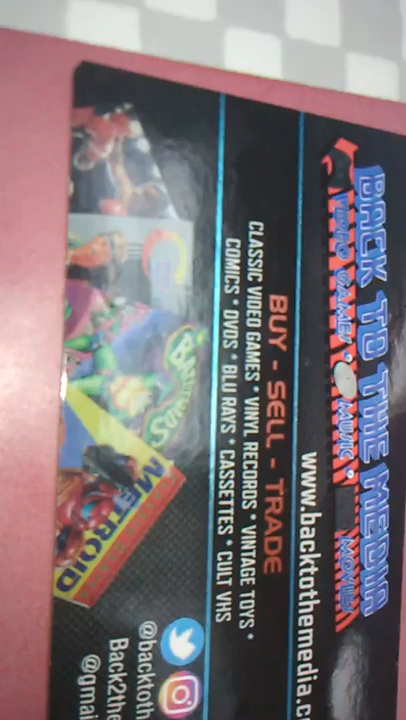 BACK TO THE MEDIA
VIDEO GAMES * MUSIC * MOVIES
www.backtothemedia.c
BUY - SELL - TRADE
CLASSIC VIDEO GAMES * VINYL RECORDS * VINTAGE TOYS *
COMICS * DVDS * BLU RAYS * CASSETTES * CULT VHS
BATTLETOADS
METROID
@backtoth
Back2the
@gmai